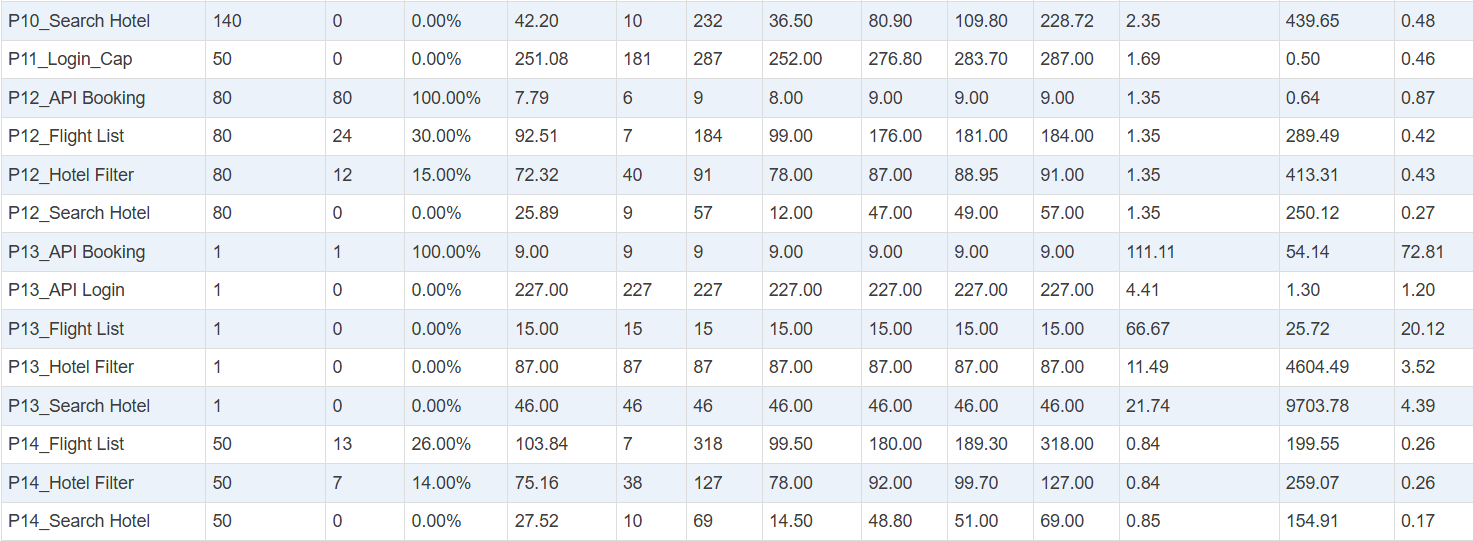 P10_Search Hotel 140 0 0.00% 42.20 10 232 36.50 80.90 109.80 228.72 2.35 439.65 0.48
P11_Login_Cap 50 0 0.00% 251.08 181 287 252.00 276.80 283.70 287.00 1.69 0.50 0.46
P12_API Booking 80 80 100.00% 7.79 6 9 8.00 9.00 9.00 9.00 1.35 0.64 0.87
P12_Flight List 80 24 30.00% 92.51 7 184 99.00 176.00 181.00 184.00 1.35 289.49 0.42
P12_Hotel Filter 80 12 15.00% 72.32 40 91 78.00 87.00 88.95 91.00 1.35 413.31 0.43
P12_Search Hotel 80 0 0.00% 25.89 9 57 12.00 47.00 49.00 57.00 1.35 250.12 0.27
P13_API Booking 1 1 100.00% 9.00 9 9 9.00 9.00 9.00 9.00 111.11 54.14 72.81
P13_API Login 1 0 0.00% 227.00 227 227 227.00 227.00 227.00 227.00 4.41 1.30 1.20
P13_Flight List 1 0 0.00% 15.00 15 15 15.00 15.00 15.00 15.00 66.67 25.72 20.12
P13_Hotel Filter 1 0 0.00% 87.00 87 87 87.00 87.00 87.00 87.00 11.49 4604.49 3.52
P13_Search Hotel 1 0 0.00% 46.00 46 46 46.00 46.00 46.00 46.00 21.74 9703.78 4.39
P14_Flight List 50 13 26.00% 103.84 7 318 99.50 180.00 189.30 318.00 0.84 199.55 0.26
P14_Hotel Filter 50 7 14.00% 75.16 38 127 78.00 92.00 99.70 127.00 0.84 259.07 0.26
P14_Search Hotel 50 0 0.00% 27.52 10 69 14.50 48.80 51.00 69.00 0.85 154.91 0.17